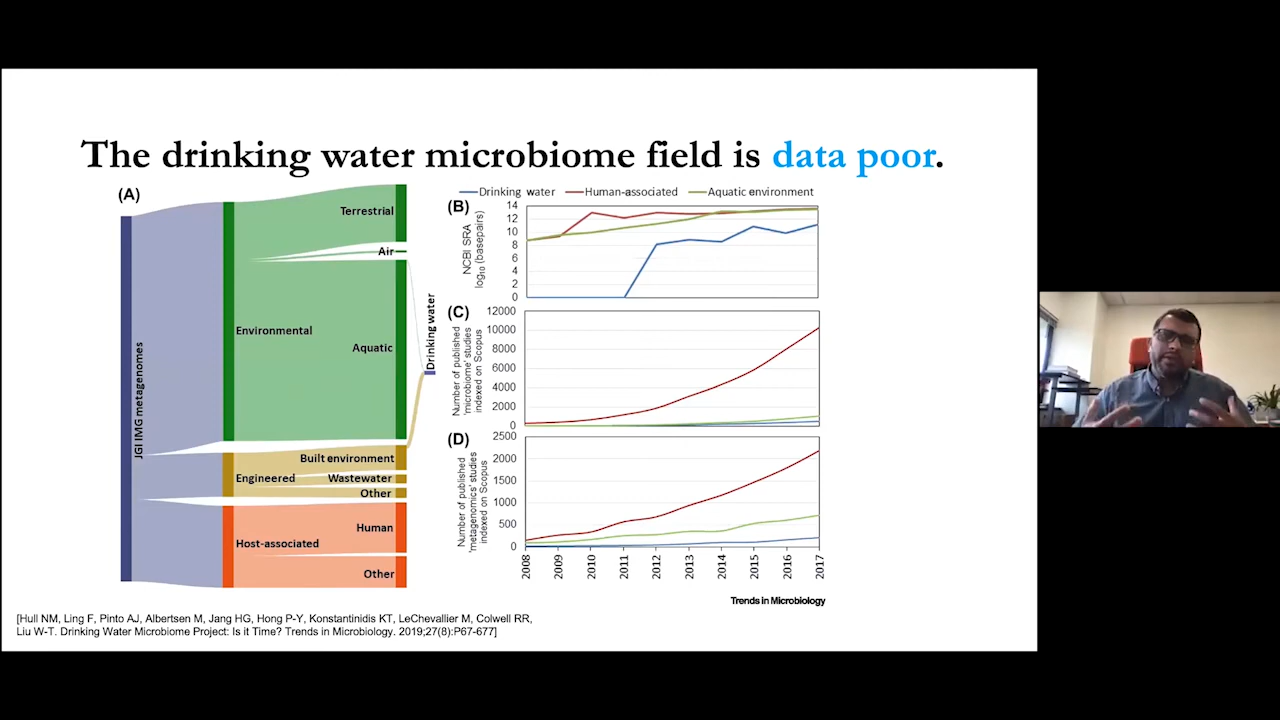 The drinking water microbiome field is data poor.
(A)
JGI IMG metagenomes
Environmental
Engineered
Host-associated
Terrestrial
Air
Aquatic
Built environment
Wastewater
Other
Human
Other
Drinking water
Drinking water
Human-associated
Aquatic environment
(B)
NCBI SRA
log10 (basepairs)
14
12
10
8
6
4
2
0
(C)
Number of published
'microbiome' studies
indexed on Scopus
12000
10000
8000
6000
4000
2000
0
(D)
Number of published
'metagenomics' studies
indexed on Scopus
2500
2000
1500
1000
500
0
2008
2009
2010
2011
2012
2013
2014
2015
2016
2017
Trends in Microbiology
[Hull NM, Ling F, Pinto AJ, Albertsen M, Jang HG, Hong P-Y, Konstantinidis KT, LeChevallier M, Colwell RR,
Liu W-T. Drinking Water Microbiome Project: Is it Time? Trends in Microbiology. 2019;27(8):P67-677]